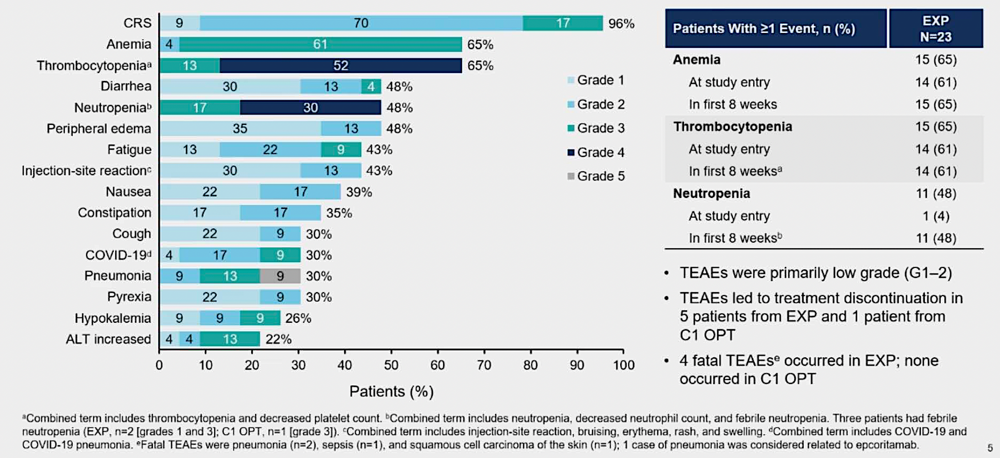 CRS 9 70 17 96%
Anemia 4 61 65%
Thrombocytopeniaᵃ 13 52 65%
Diarrhea 30 13 4 48%
Neutropeniaᵇ 17 30 48%
Peripheral edema 35 13 48%
Fatigue 13 22 9 43%
Injection-site reactionᶜ 30 13 43%
Nausea 22 17 39%
Constipation 17 17 35%
Cough 22 9 30%
COVID-19ᵈ 4 17 9 30%
Pneumonia 9 13 9 30%
Pyrexia 22 9 30%
Hypokalemia 9 9 9 26%
ALT increased 4 4 13 22%
0 10 20 30 40 50 60 70 80 90 100
Patients (%)
Grade 1
Grade 2
Grade 3
Grade 4
Grade 5
Patients With ≥1 Event, n (%) EXP N=23
Anemia 15 (65)
At study entry 14 (61)
In first 8 weeks 15 (65)
Thrombocytopenia 15 (65)
At study entry 14 (61)
In first 8 weeksᵃ 14 (61)
Neutropenia 11 (48)
At study entry 1 (4)
In first 8 weeksᵇ 11 (48)
• TEAEs were primarily low grade (G1–2)
• TEAEs led to treatment discontinuation in
5 patients from EXP and 1 patient from
C1 OPT
• 4 fatal TEAEsᵉ occurred in EXP; none
occurred in C1 OPT
ᵃCombined term includes thrombocytopenia and decreased platelet count. ᵇCombined term includes neutropenia, decreased neutrophil count, and febrile neutropenia. Three patients had febrile
neutropenia (EXP, n=2 [grades 1 and 3]; C1 OPT, n=1 [grade 3]). ᶜCombined term includes injection-site reaction, bruising, erythema, rash, and swelling. ᵈCombined term includes COVID-19 and
COVID-19 pneumonia. ᵉFatal TEAEs were pneumonia (n=2), sepsis (n=1), and squamous cell carcinoma of the skin (n=1); 1 case of pneumonia was considered related to epcoritamab.
5